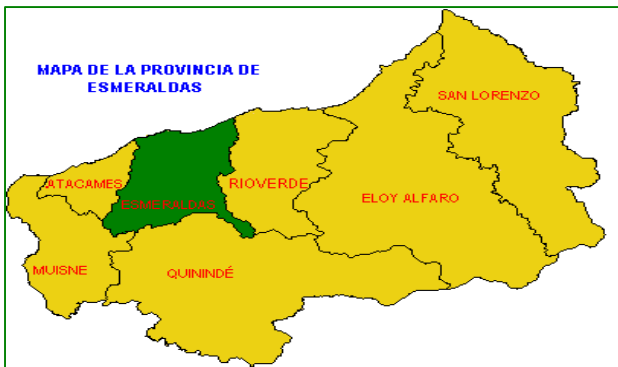 MAPA DE LA PROVINCIA DE
ESMERALDAS
SAN LORENZO
ATACAMES
RIOVERDE
ESMERALDAS
ELOY ALFARO
MUISNE
QUININDÉ